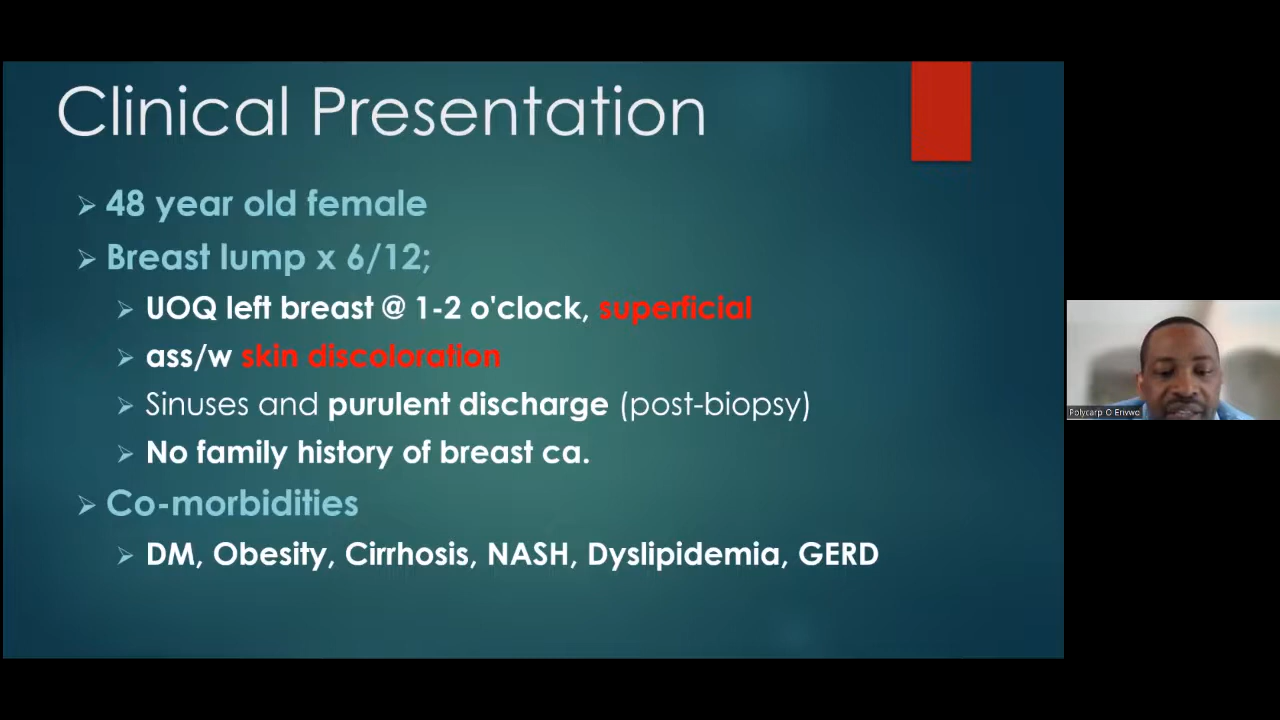 Clinical Presentation
48 year old female
Breast lump x 6/12;
UOQ left breast @ 1-2 o'clock, superficial
ass/w skin discoloration
Sinuses and purulent discharge (post-biopsy)
No family history of breast ca.
Co-morbidities
DM, Obesity, Cirrhosis, NASH, Dyslipidemia, GERD
Polycarp O Erivwo